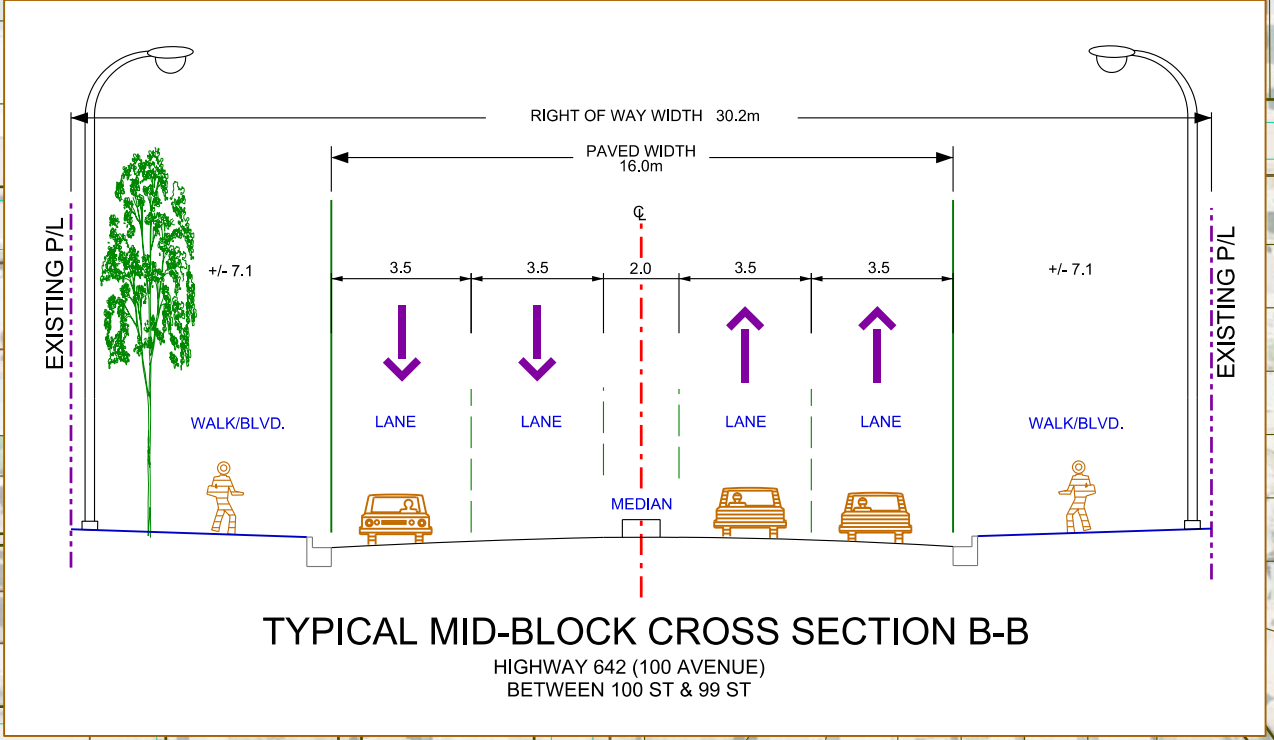 RIGHT OF WAY WIDTH 30.2m
PAVED WIDTH
16.0m
℄
EXISTING P/L
+/- 7.1
3.5
3.5
2.0
3.5
3.5
+/- 7.1
EXISTING P/L
WALK/BLVD.
LANE
LANE
LANE
LANE
WALK/BLVD.
MEDIAN
TYPICAL MID-BLOCK CROSS SECTION B-B
HIGHWAY 642 (100 AVENUE)
BETWEEN 100 ST & 99 ST